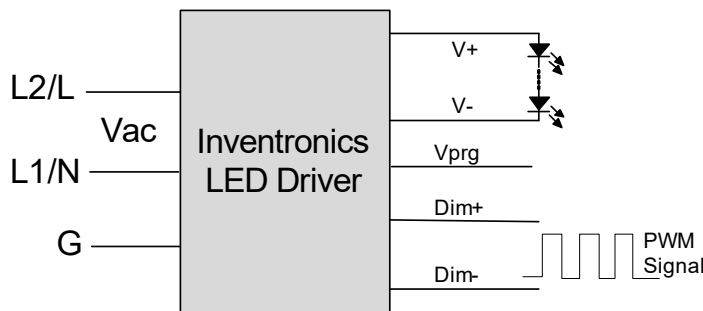 L2/L
Vac
L1/N
G
Inventronics
LED Driver
V+
V-
Vprg
Dim+
Dim-
PWM
Signal